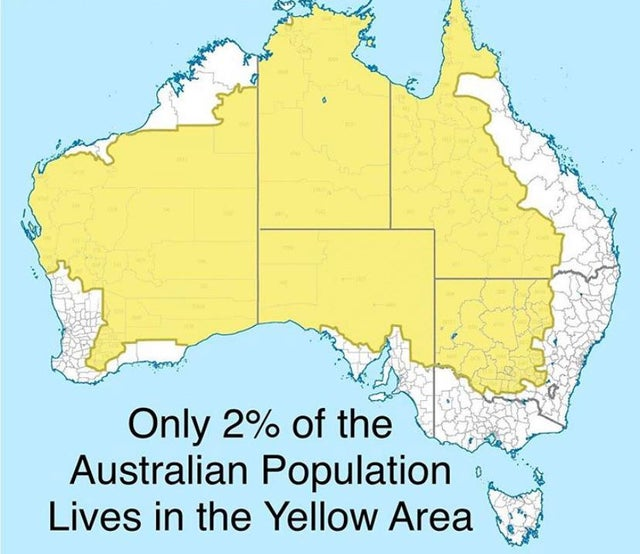 Only 2% of the
Australian Population
Lives in the Yellow Area